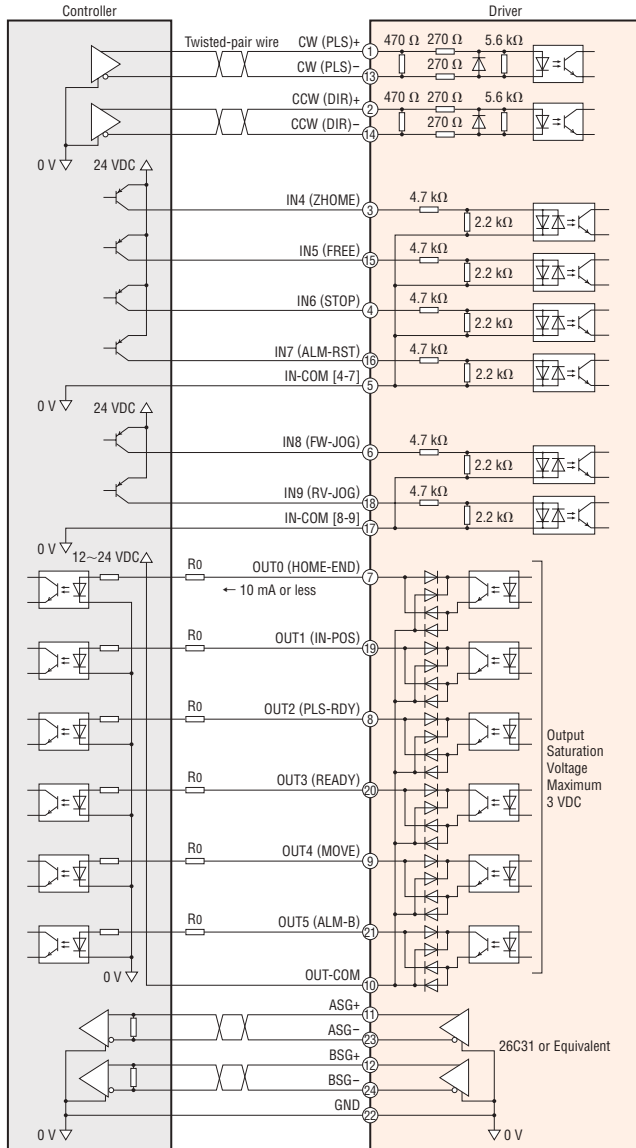 Controller
Driver
Twisted-pair wire
CW (PLS)+
1
470 Ω
270 Ω
5.6 kΩ
CW (PLS)−
13
270 Ω
CCW (DIR)+
2
470 Ω
270 Ω
5.6 kΩ
CCW (DIR)−
14
270 Ω
0 V
24 VDC
IN4 (ZHOME)
3
4.7 kΩ
2.2 kΩ
IN5 (FREE)
15
4.7 kΩ
2.2 kΩ
IN6 (STOP)
4
4.7 kΩ
2.2 kΩ
IN7 (ALM-RST)
16
4.7 kΩ
IN-COM [4-7]
5
2.2 kΩ
0 V
24 VDC
IN8 (FW-JOG)
6
4.7 kΩ
2.2 kΩ
IN9 (RV-JOG)
18
4.7 kΩ
IN-COM [8-9]
17
2.2 kΩ
0 V
12~24 VDC
R0
OUT0 (HOME-END)
7
← 10 mA or less
R0
OUT1 (IN-POS)
19
R0
OUT2 (PLS-RDY)
8
Output
Saturation
Voltage
Maximum
3 VDC
R0
OUT3 (READY)
20
R0
OUT4 (MOVE)
9
R0
OUT5 (ALM-B)
21
0 V
OUT-COM
10
ASG+
11
ASG−
23
26C31 or Equivalent
BSG+
12
BSG−
24
GND
22
0 V
0 V